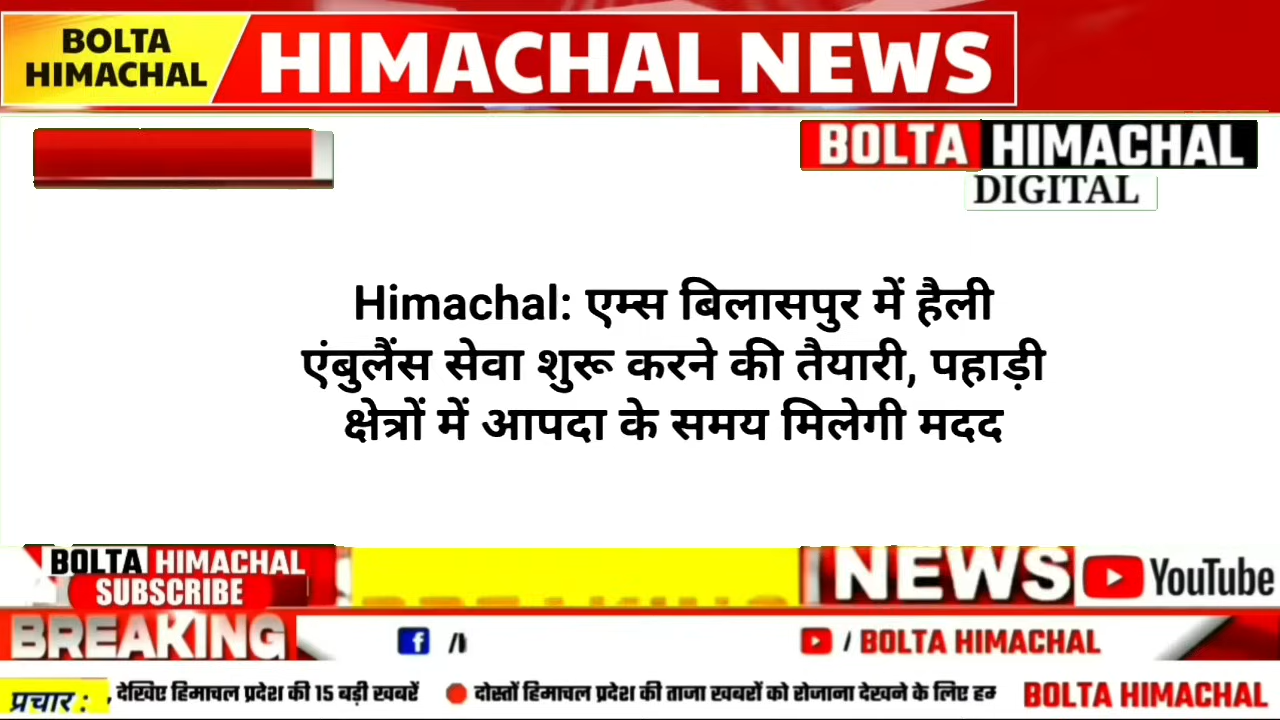 BOLTA
HIMACHAL
HIMACHAL NEWS
BOLTA HIMACHAL
DIGITAL
Himachal: एम्स बिलासपुर में हैली
एंबुलैंस सेवा शुरू करने की तैयारी, पहाड़ी
क्षेत्रों में आपदा के समय मिलेगी मदद
BOLTA HIMACHAL
SUBSCRIBE
NEWS
YouTube
BREAKING
/ BOLTA HIMACHAL
प्रचार : , देखिए हिमाचल प्रदेश की 15 बड़ी खबरें दोस्तों हिमाचल प्रदेश की ताजा खबरों को रोजाना देखने के लिए हम BOLTA HIMACHAL